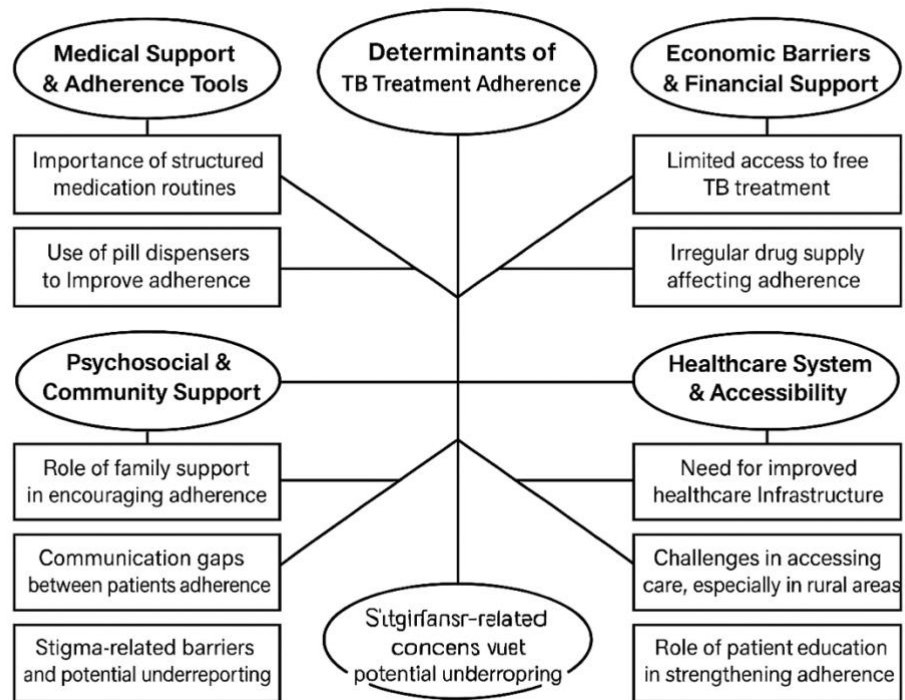 Medical Support
& Adherence Tools
Determinants of
TB Treatment Adherence
Economic Barriers
& Financial Support
Importance of structured
medication routines
Limited access to free
TB treatment
Use of pill dispensers
to Improve adherence
Irregular drug supply
affecting adherence
Psychosocial &
Community Support
Healthcare System
& Accessibility
Role of family support
in encouraging adherence
Need for improved
healthcare Infrastructure
Communication gaps
between patients adherence
Challenges in accessing
care, especially in rural areas
Stigma-related barriers
and potential underreporting
-related
concens vuet
potential underropring
Role of patient education
in strengthening adherence